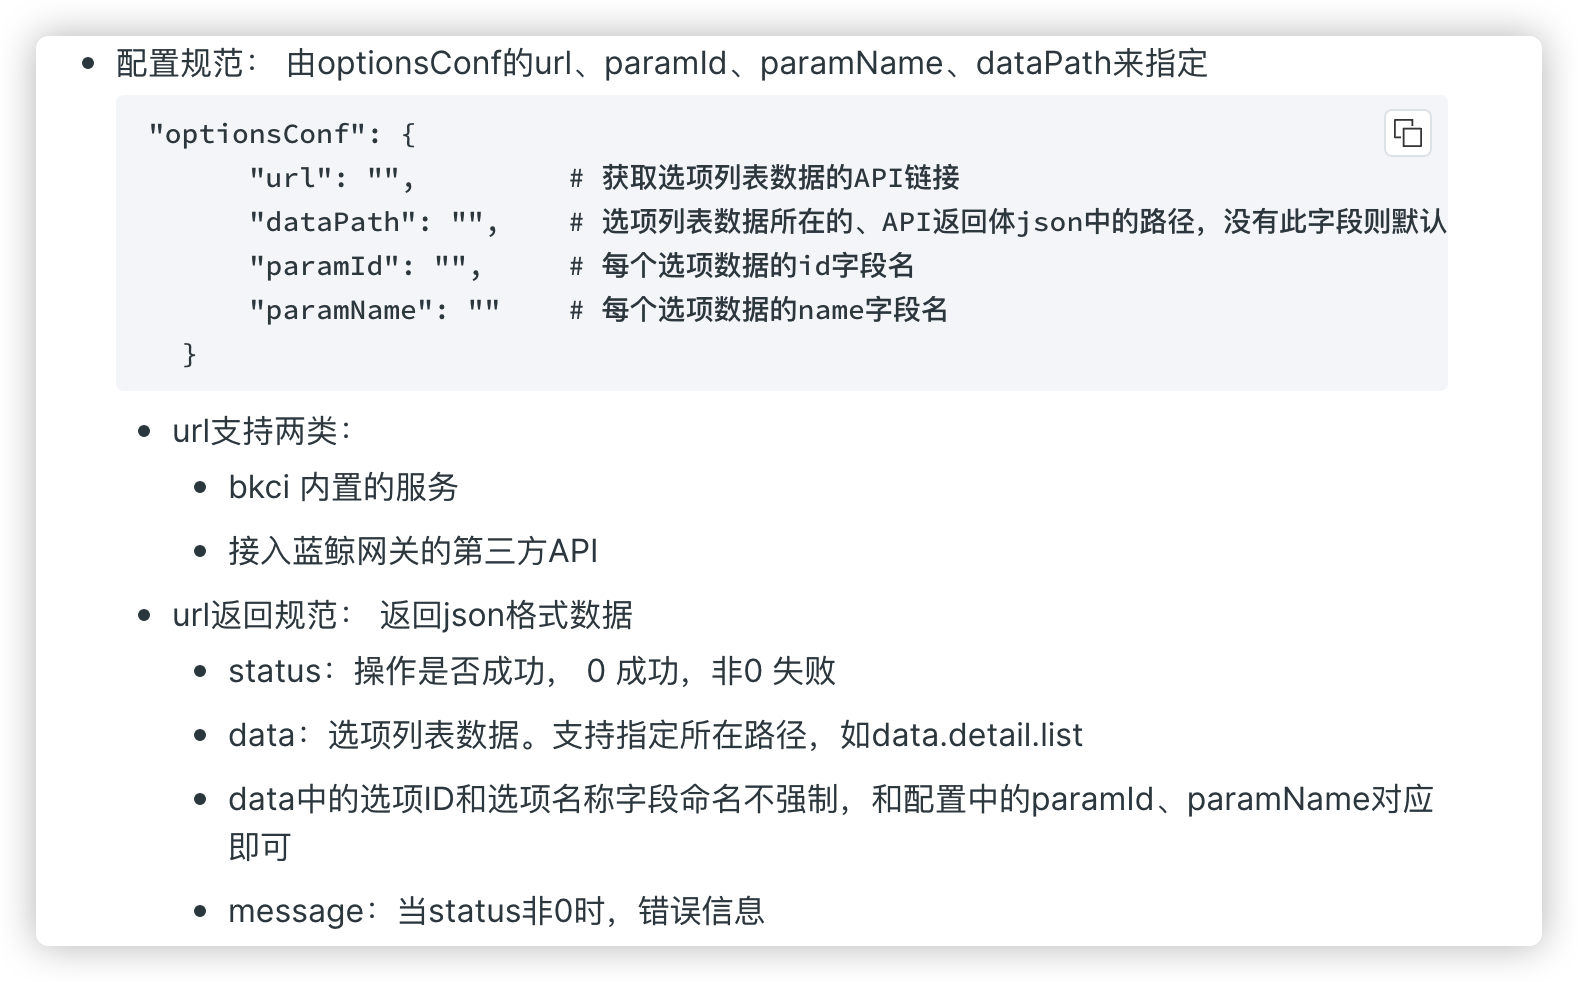 配置规范： 由optionsConf的url、paramId、paramName、dataPath来指定
"optionsConf": {
"url": "", # 获取选项列表数据的API链接
"dataPath": "", # 选项列表数据所在的、API返回体json中的路径，没有此字段则默认
"paramId": "", # 每个选项数据的id字段名
"paramName": "" # 每个选项数据的name字段名
}
url支持两类：
bkci 内置的服务
接入蓝鲸网关的第三方API
url返回规范： 返回json格式数据
status：操作是否成功， 0 成功，非0 失败
data：选项列表数据。支持指定所在路径，如data.detail.list
data中的选项ID和选项名称字段命名不强制，和配置中的paramId、paramName对应
即可
message：当status非0时，错误信息